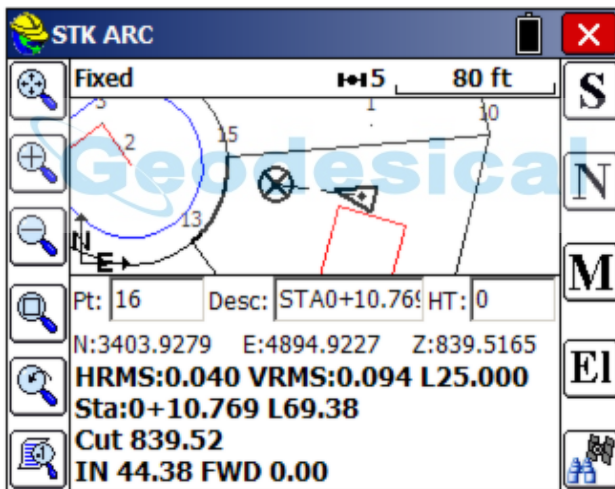 STK ARC
Fixed 5 80 ft
S
3 1 10
2 15
Geodesical
N
13
N
E
M
Pt: 16 Desc: STA0+10.769 HT: 0
N:3403.9279 E:4894.9227 Z:839.5165
HRMS:0.040 VRMS:0.094 L25.000
El
Sta:0+10.769 L69.38
Cut 839.52
IN 44.38 FWD 0.00